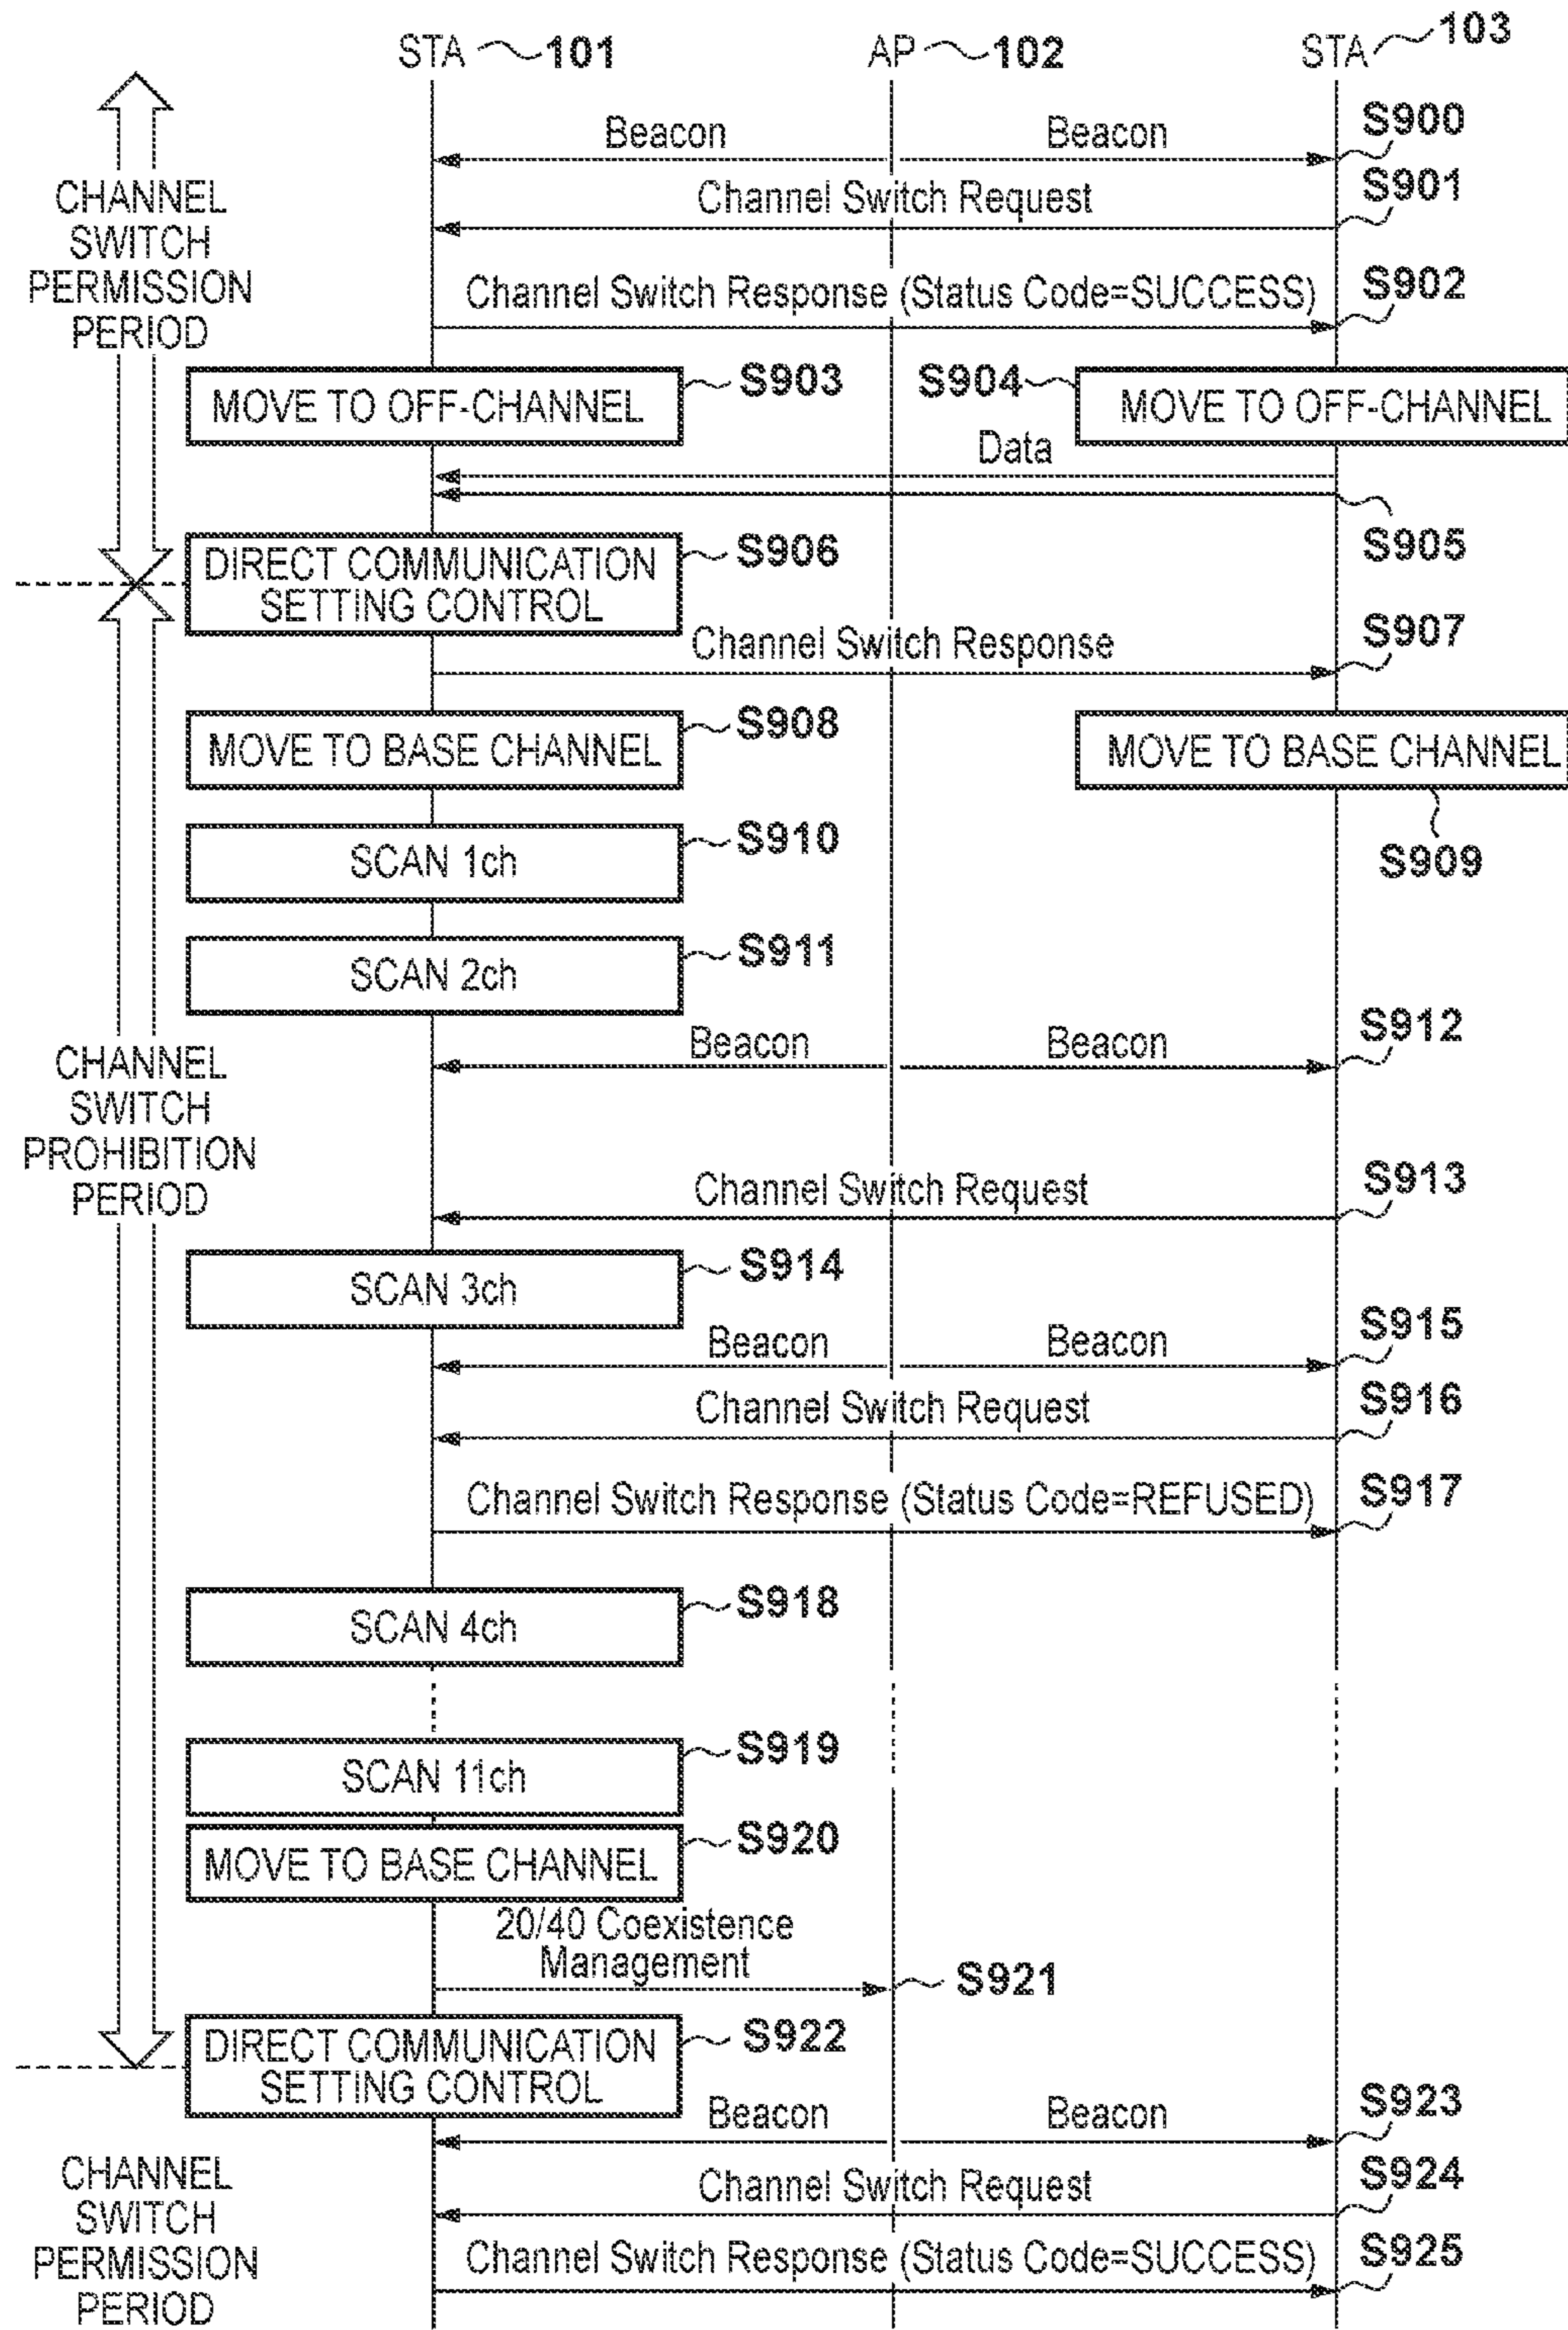 STA 101
AP 102
STA 103
Beacon Beacon S900
Channel Switch Request S901
CHANNEL
SWITCH
PERMISSION
PERIOD
Channel Switch Response (Status Code=SUCCESS) S902
MOVE TO OFF-CHANNEL S903
S904 MOVE TO OFF-CHANNEL
Data
S905
DIRECT COMMUNICATION
SETTING CONTROL
S906
Channel Switch Response S907
MOVE TO BASE CHANNEL S908
MOVE TO BASE CHANNEL
S909
SCAN 1ch S910
SCAN 2ch S911
Beacon Beacon S912
CHANNEL
SWITCH
PROHIBITION
PERIOD
Channel Switch Request S913
SCAN 3ch S914
Beacon Beacon S915
Channel Switch Request S916
Channel Switch Response (Status Code=REFUSED) S917
SCAN 4ch S918
SCAN 11ch S919
MOVE TO BASE CHANNEL S920
20/40 Coexistence
Management
S921
DIRECT COMMUNICATION
SETTING CONTROL
S922
Beacon Beacon S923
CHANNEL
SWITCH
PERMISSION
PERIOD
Channel Switch Request S924
Channel Switch Response (Status Code=SUCCESS) S925